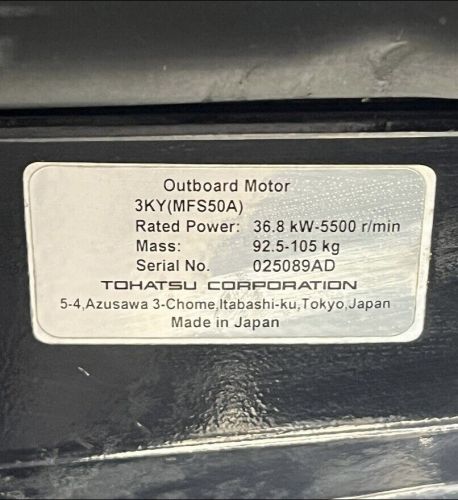 Outboard Motor
3KY(MFS50A)
Rated Power: 36.8 kW-5500 r/min
Mass: 92.5-105 kg
Serial No. 025089AD
TOHATSU CORPORATION
5-4,Azusawa 3-Chome,Itabashi-ku,Tokyo,Japan
Made in Japan